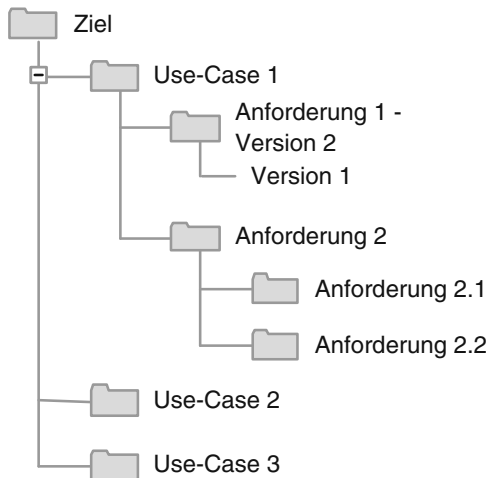 Ziel
Use-Case 1
Anforderung 1 -
Version 2
Version 1
Anforderung 2
Anforderung 2.1
Anforderung 2.2
Use-Case 2
Use-Case 3